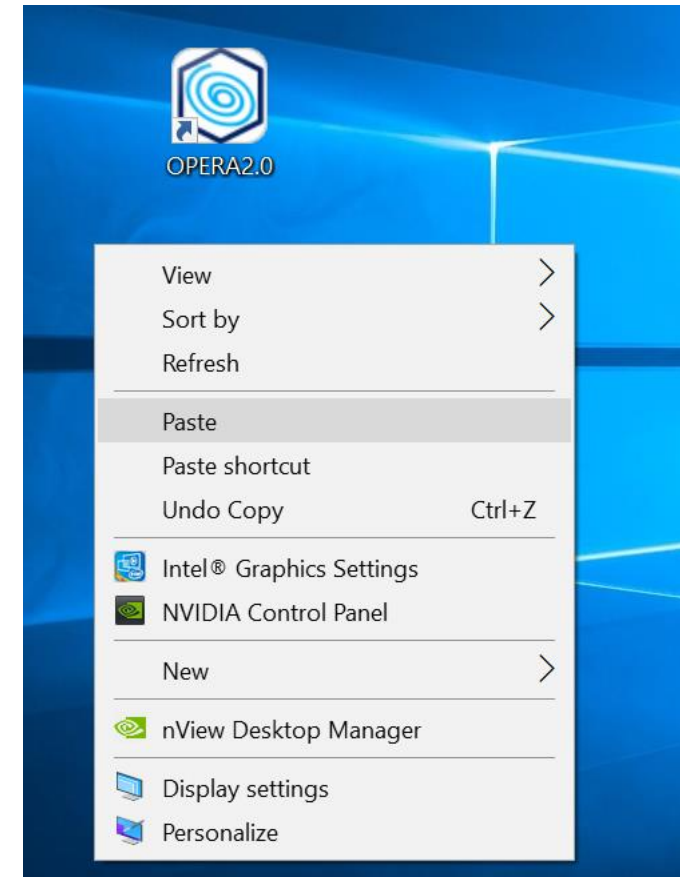 OPERA2.0
View
Sort by
Refresh
Paste
Paste shortcut
Undo Copy Ctrl+Z
Intel® Graphics Settings
NVIDIA Control Panel
New
nView Desktop Manager
Display settings
Personalize